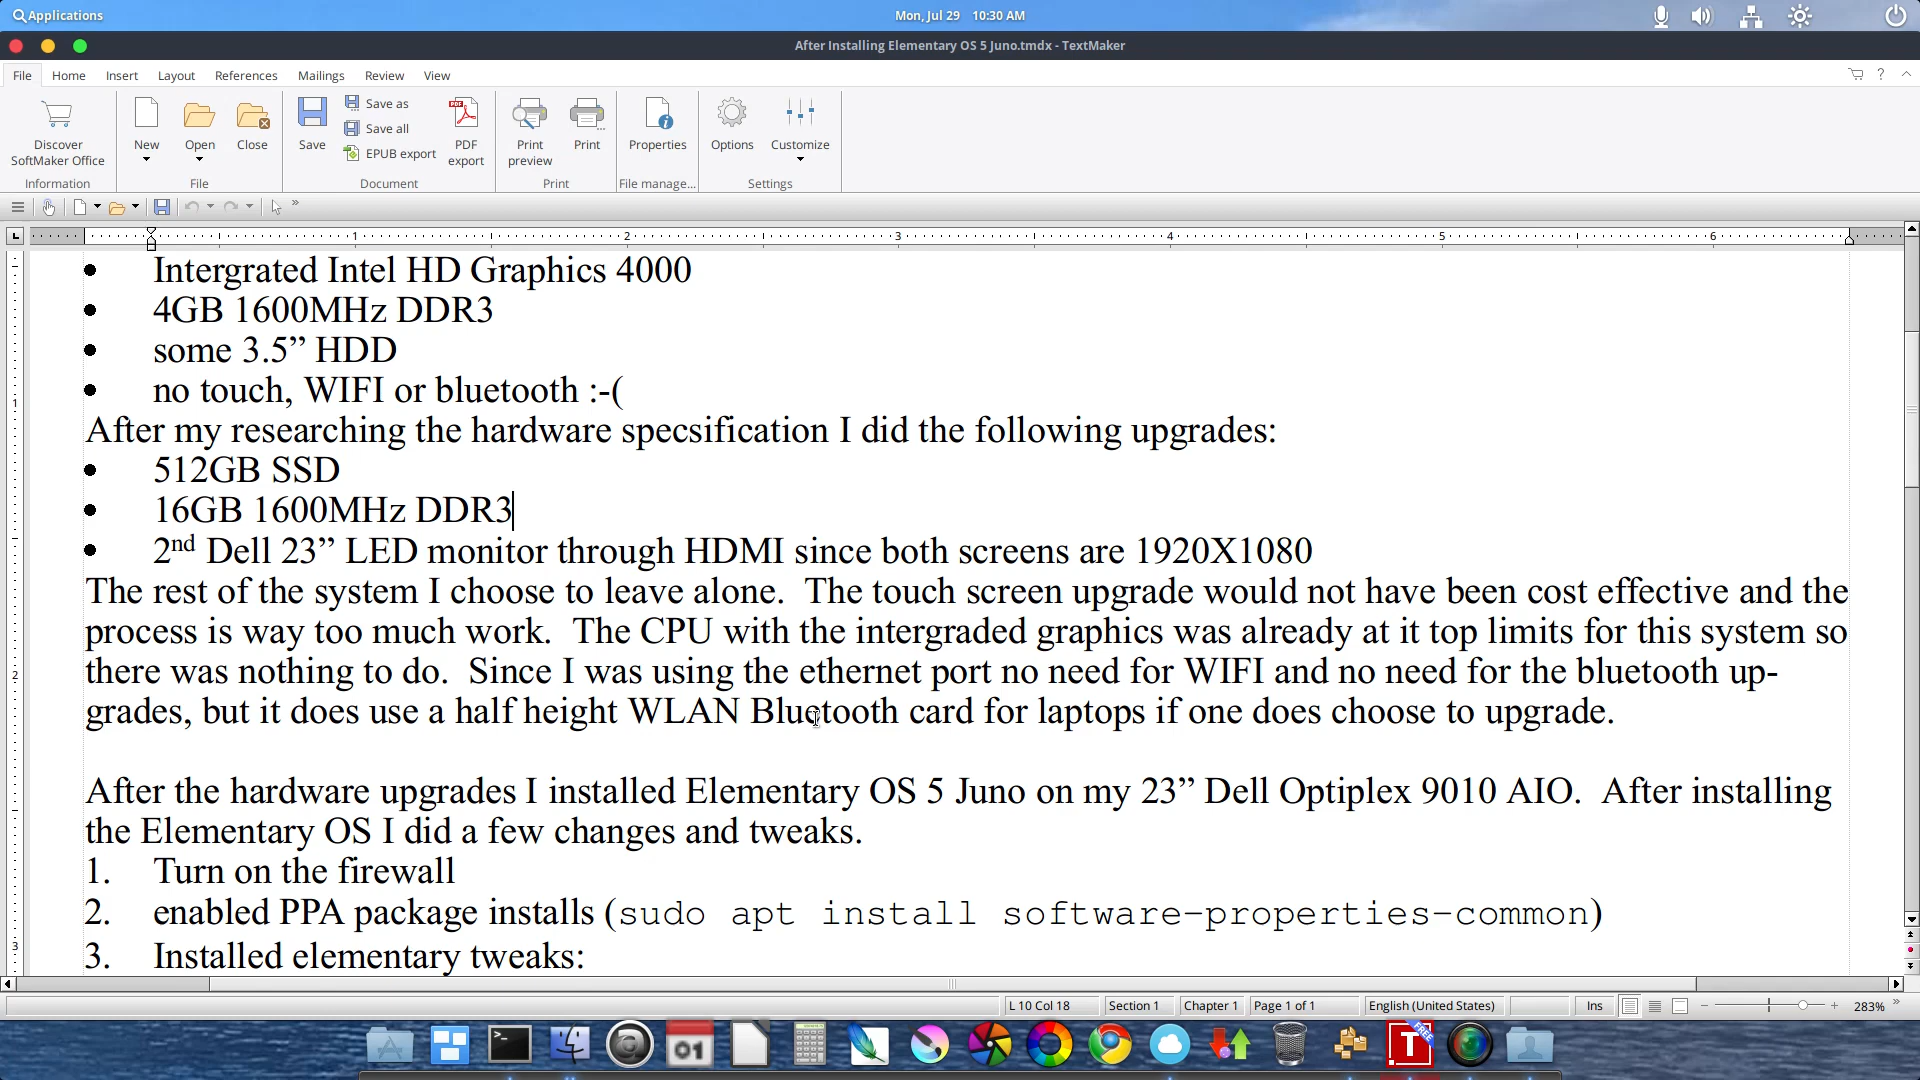 Applications
Mon, Jul 29 10:30 AM
After Installing Elementary OS 5 Juno.tmdx - TextMaker
File Home Insert Layout References Mailings Review View
Discover SoftMaker Office
New
Open
Close
Save
Save as
Save all
EPUB export
PDF export
Print preview
Print
Properties
Options
Customize
Information
File
Document
Print
File manage...
Settings
1 2 3 4 5 6
Intergrated Intel HD Graphics 4000
4GB 1600MHz DDR3
some 3.5” HDD
no touch, WIFI or bluetooth :-(
After my researching the hardware specsification I did the following upgrades:
512GB SSD
16GB 1600MHz DDR3
2nd Dell 23” LED monitor through HDMI since both screens are 1920X1080
The rest of the system I choose to leave alone. The touch screen upgrade would not have been cost effective and the
process is way too much work. The CPU with the intergraded graphics was already at it top limits for this system so
there was nothing to do. Since I was using the ethernet port no need for WIFI and no need for the bluetooth up-
grades, but it does use a half height WLAN Bluetooth card for laptops if one does choose to upgrade.
After the hardware upgrades I installed Elementary OS 5 Juno on my 23” Dell Optiplex 9010 AIO. After installing
the Elementary OS I did a few changes and tweaks.
1. Turn on the firewall
2. enabled PPA package installs (sudo apt install software-properties-common)
3. Installed elementary tweaks:
1
2
3
L 10 Col 18
Section 1
Chapter 1
Page 1 of 1
English (United States)
Ins
283%
01
PDF
T
FREE